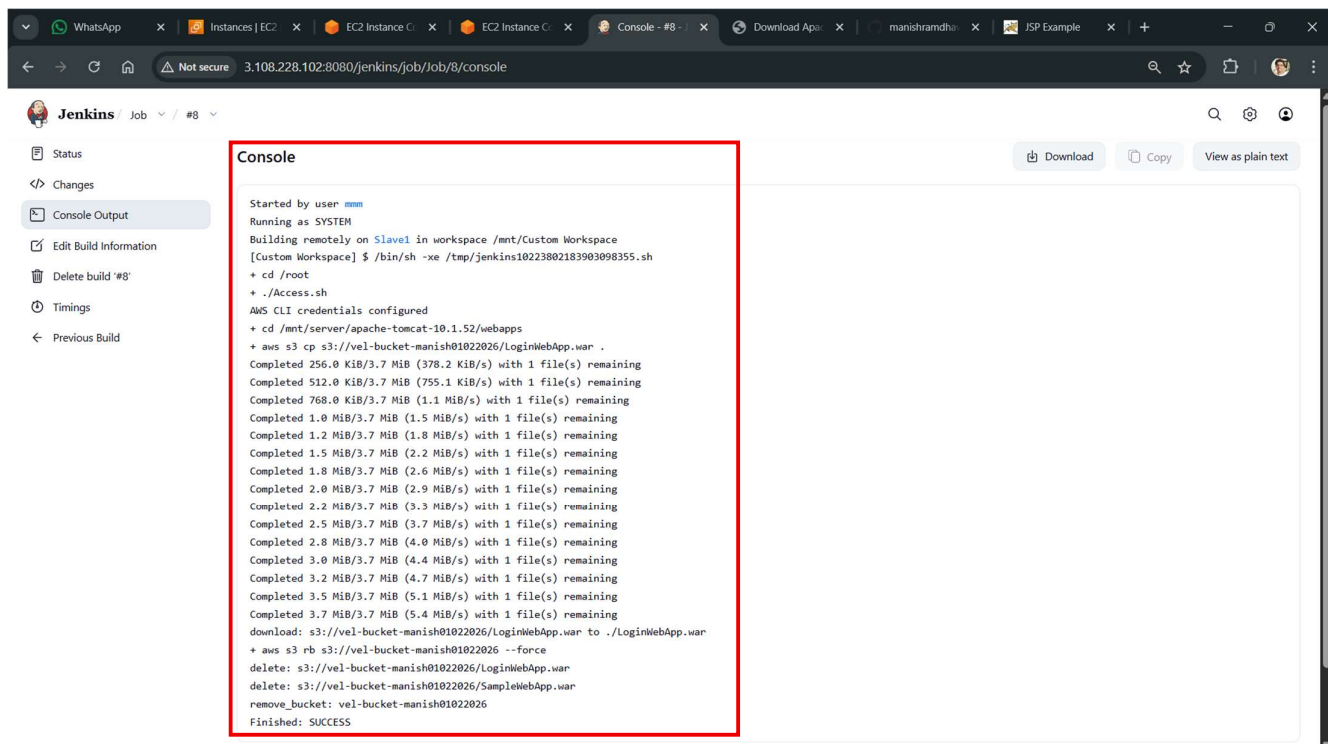 WhatsApp
Instances | EC2
EC2 Instance Co
EC2 Instance Co
Console - #8 - J
Download Apac
manishramdhav
JSP Example
Not secure 3.108.228.102:8080/jenkins/job/Job/8/console
Jenkins / Job / #8
Status
Changes
Console Output
Edit Build Information
Delete build '#8'
Timings
Previous Build
Console
Download
Copy
View as plain text
Started by user mmm
Running as SYSTEM
Building remotely on Slave1 in workspace /mnt/Custom Workspace
[Custom Workspace] $ /bin/sh -xe /tmp/jenkins10223802183903098355.sh
+ cd /root
+ ./Access.sh
AWS CLI credentials configured
+ cd /mnt/server/apache-tomcat-10.1.52/webapps
+ aws s3 cp s3://vel-bucket-manish01022026/LoginWebApp.war .
Completed 256.0 KiB/3.7 MiB (378.2 KiB/s) with 1 file(s) remaining
Completed 512.0 KiB/3.7 MiB (755.1 KiB/s) with 1 file(s) remaining
Completed 768.0 KiB/3.7 MiB (1.1 MiB/s) with 1 file(s) remaining
Completed 1.0 MiB/3.7 MiB (1.5 MiB/s) with 1 file(s) remaining
Completed 1.2 MiB/3.7 MiB (1.8 MiB/s) with 1 file(s) remaining
Completed 1.5 MiB/3.7 MiB (2.2 MiB/s) with 1 file(s) remaining
Completed 1.8 MiB/3.7 MiB (2.6 MiB/s) with 1 file(s) remaining
Completed 2.0 MiB/3.7 MiB (2.9 MiB/s) with 1 file(s) remaining
Completed 2.2 MiB/3.7 MiB (3.3 MiB/s) with 1 file(s) remaining
Completed 2.5 MiB/3.7 MiB (3.7 MiB/s) with 1 file(s) remaining
Completed 2.8 MiB/3.7 MiB (4.0 MiB/s) with 1 file(s) remaining
Completed 3.0 MiB/3.7 MiB (4.4 MiB/s) with 1 file(s) remaining
Completed 3.2 MiB/3.7 MiB (4.7 MiB/s) with 1 file(s) remaining
Completed 3.5 MiB/3.7 MiB (5.1 MiB/s) with 1 file(s) remaining
Completed 3.7 MiB/3.7 MiB (5.4 MiB/s) with 1 file(s) remaining
download: s3://vel-bucket-manish01022026/LoginWebApp.war to ./LoginWebApp.war
+ aws s3 rb s3://vel-bucket-manish01022026 --force
delete: s3://vel-bucket-manish01022026/LoginWebApp.war
delete: s3://vel-bucket-manish01022026/SampleWebApp.war
remove_bucket: vel-bucket-manish01022026
Finished: SUCCESS